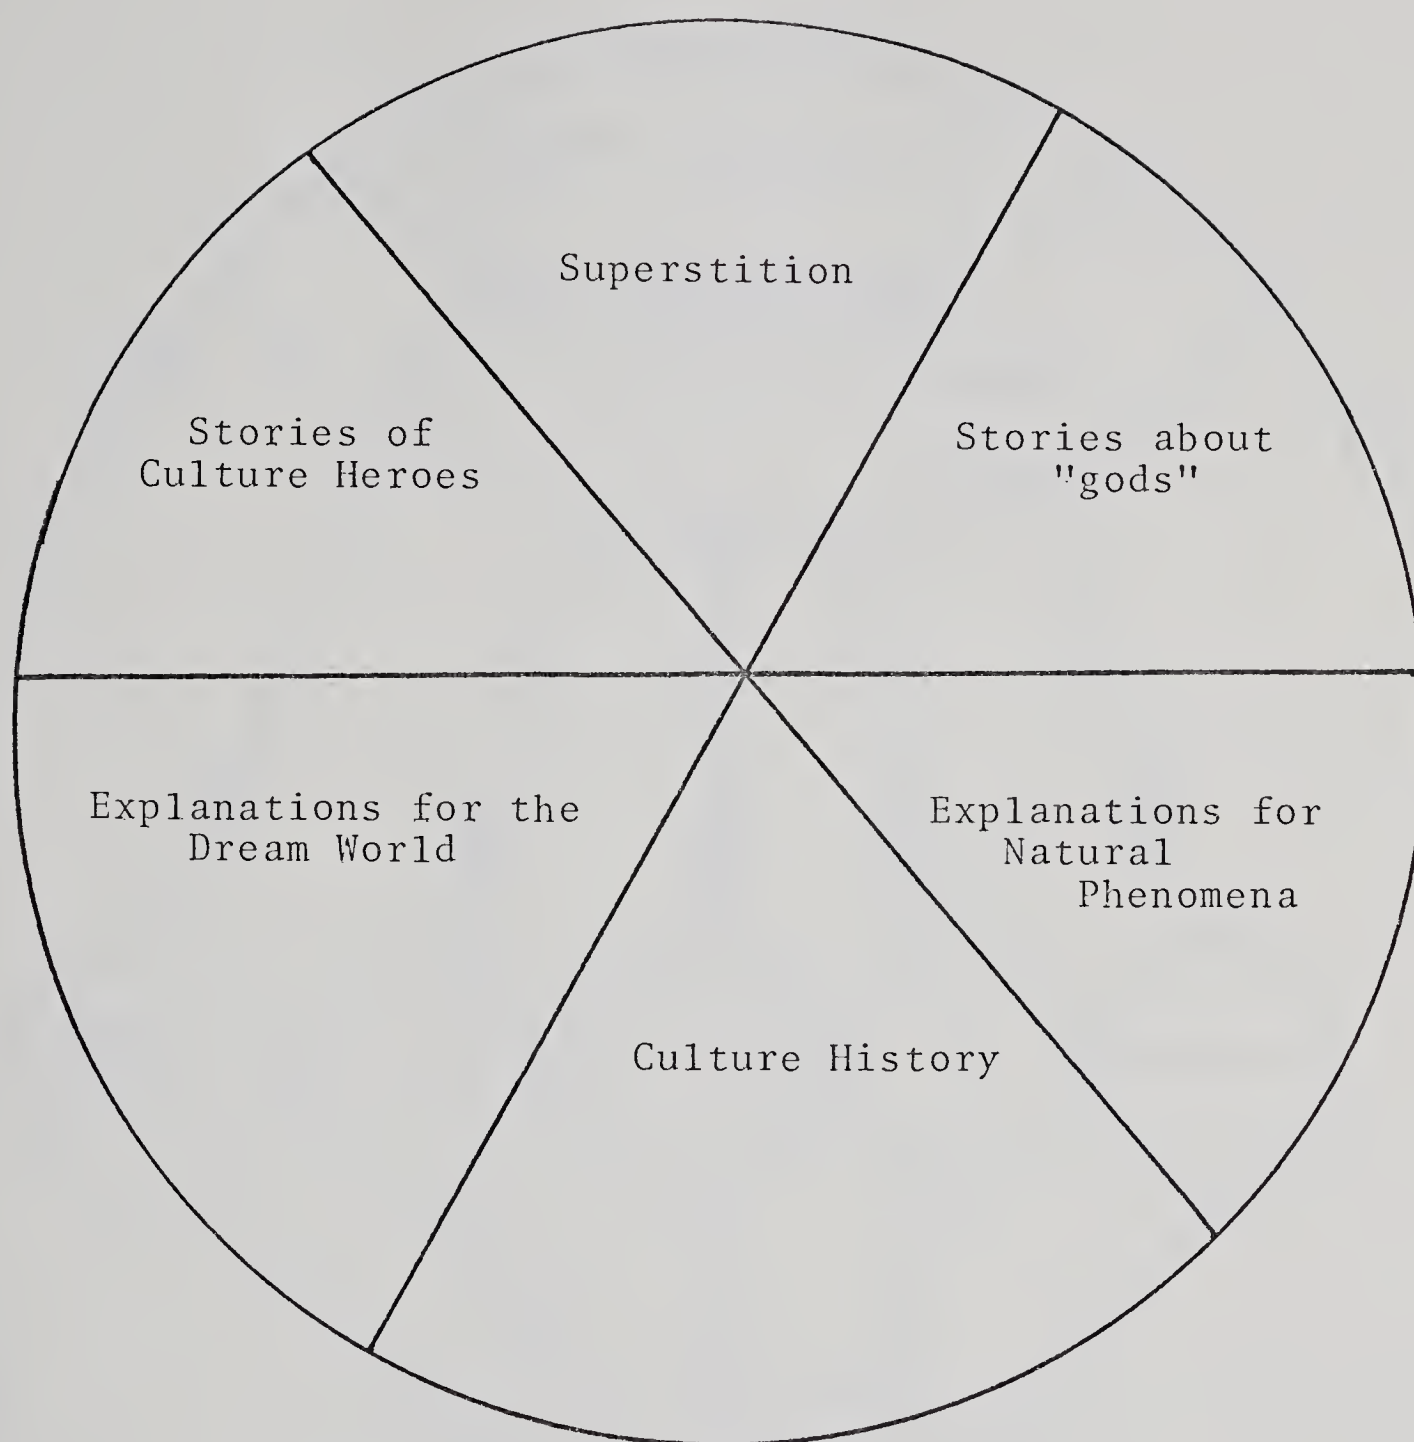 Superstition
Stories of
Culture Heroes
Stories about
"gods"
Explanations for the
Dream World
Explanations for
Natural
Phenomena
Culture History